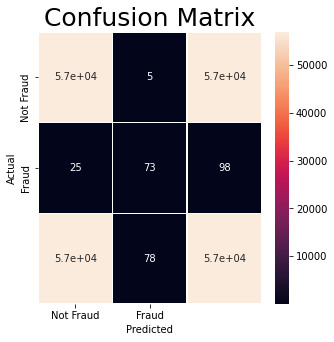 Confusion Matrix
Not Fraud
5.7e+04 5 5.7e+04
50000
40000
Actual
Fraud
25 73 98
30000
20000
5.7e+04 78 5.7e+04
10000
Not Fraud Fraud
Predicted